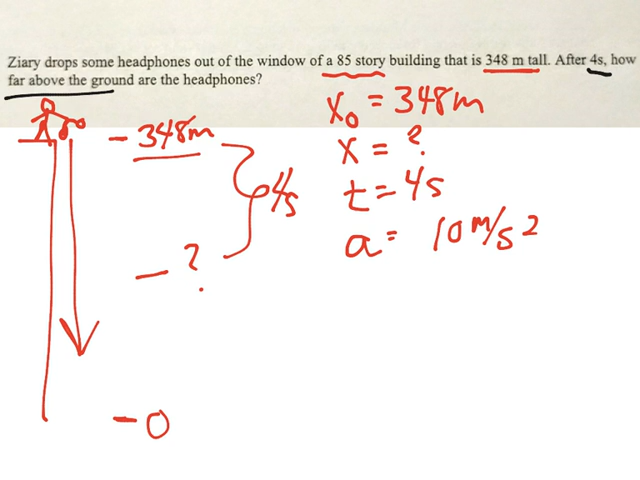 Ziary drops some headphones out of the window of a 85 story building that is 348 m tall. After 4s, how
far above the ground are the headphones?
x₀ = 348m
- 348m
x = ?
4s
t = 4s
a = 10 m/s²
- ?
- 0